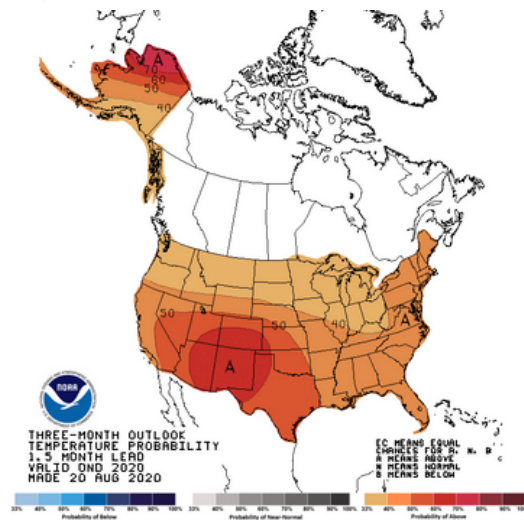 A
70
60
50
40
50
50
40
A
A
NOAA
THREE-MONTH OUTLOOK
TEMPERATURE PROBABILITY
1.5 MONTH LEAD
VALID OND 2020
MADE 20 AUG 2020
EC MEANS EQUAL
CHANCES FOR A, N, B
A MEANS ABOVE
N MEANS NORMAL
B MEANS BELOW
33% 40% 50% 60% 70% 80% 90% 100%
Probability of Below
33% 40% 50% 60% 70% 80% 90% 100%
Probability of Near-Normal
33% 40% 50% 60% 70% 80% 90% 100%
Probability of Above